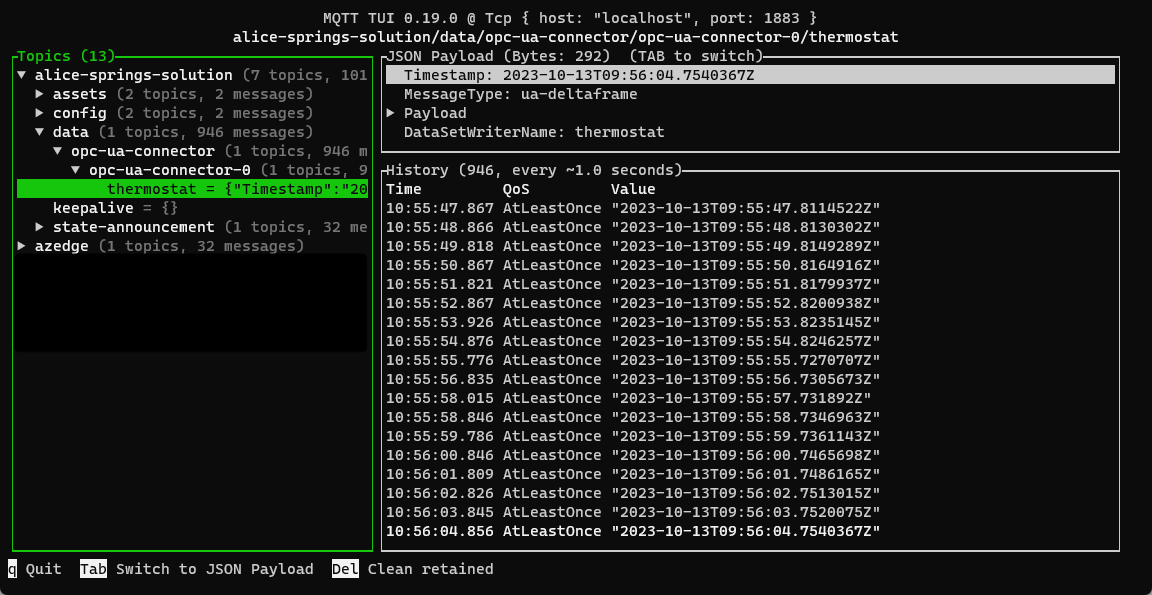 MQTT TUI 0.19.0 @ Tcp { host: "localhost", port: 1883 }
alice-springs-solution/data/opc-ua-connector/opc-ua-connector-0/thermostat
Topics (13)
▼ alice-springs-solution (7 topics, 101
▶ assets (2 topics, 2 messages)
▶ config (2 topics, 2 messages)
▼ data (1 topics, 946 messages)
▼ opc-ua-connector (1 topics, 946 m
▼ opc-ua-connector-0 (1 topics, 9
thermostat = {"Timestamp":"20
keepalive = {}
▶ state-announcement (1 topics, 32 me
▶ azedge (1 topics, 32 messages)
JSON Payload (Bytes: 292)  (TAB to switch)
Timestamp: 2023-10-13T09:56:04.7540367Z
MessageType: ua-deltaframe
▶ Payload
DataSetWriterName: thermostat
History (946, every ~1.0 seconds)
Time QoS Value
10:55:47.867 AtLeastOnce "2023-10-13T09:55:47.8114522Z"
10:55:48.866 AtLeastOnce "2023-10-13T09:55:48.8130302Z"
10:55:49.818 AtLeastOnce "2023-10-13T09:55:49.8149289Z"
10:55:50.867 AtLeastOnce "2023-10-13T09:55:50.8164916Z"
10:55:51.821 AtLeastOnce "2023-10-13T09:55:51.8179937Z"
10:55:52.867 AtLeastOnce "2023-10-13T09:55:52.8200938Z"
10:55:53.926 AtLeastOnce "2023-10-13T09:55:53.8235145Z"
10:55:54.876 AtLeastOnce "2023-10-13T09:55:54.8246257Z"
10:55:55.776 AtLeastOnce "2023-10-13T09:55:55.7270707Z"
10:55:56.835 AtLeastOnce "2023-10-13T09:55:56.7305673Z"
10:55:58.015 AtLeastOnce "2023-10-13T09:55:57.731892Z"
10:55:58.846 AtLeastOnce "2023-10-13T09:55:58.7346963Z"
10:55:59.786 AtLeastOnce "2023-10-13T09:55:59.7361143Z"
10:56:00.846 AtLeastOnce "2023-10-13T09:56:00.7465698Z"
10:56:01.809 AtLeastOnce "2023-10-13T09:56:01.7486165Z"
10:56:02.826 AtLeastOnce "2023-10-13T09:56:02.7513015Z"
10:56:03.845 AtLeastOnce "2023-10-13T09:56:03.7520075Z"
10:56:04.856 AtLeastOnce "2023-10-13T09:56:04.7540367Z"
q Quit Tab Switch to JSON Payload Del Clean retained